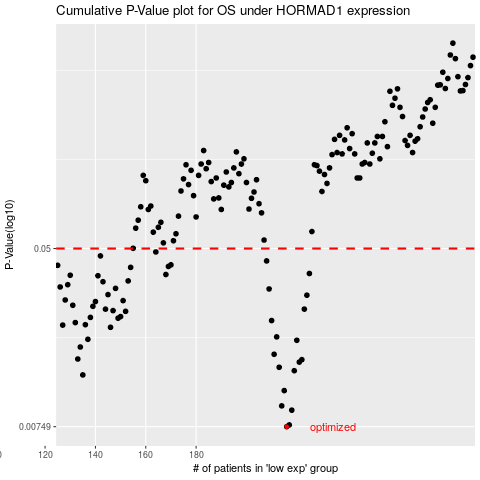 Cumulative P-Value plot for OS under HORMAD1 expression
P-Value(log10)
0.05
0.00749
optimized
0 120 140 160 180
# of patients in 'low exp' group